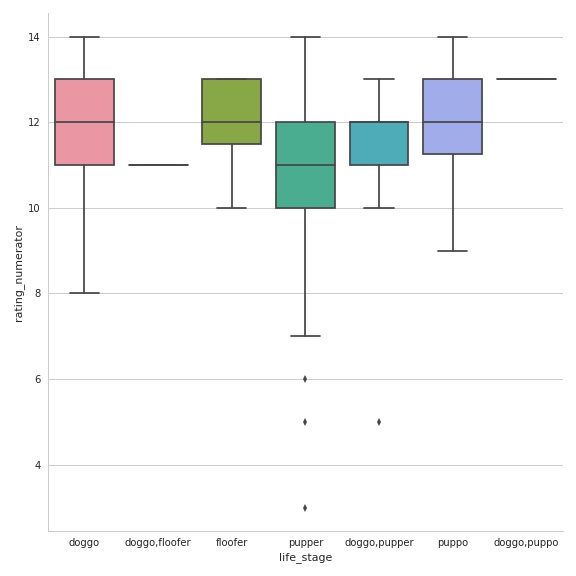 14
12
10
8
6
4
rating_numerator
doggo
doggo,floofer
floofer
pupper
doggo,pupper
puppo
doggo,puppo
life_stage